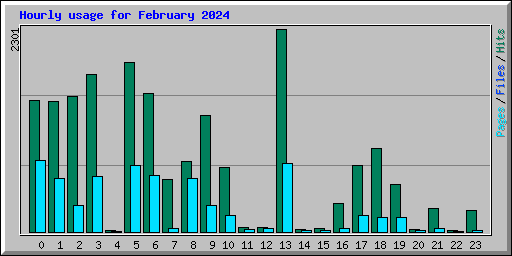 Hourly usage for February 2024
2301
Pages/Files/Hits
0 1 2 3 4 5 6 7 8 9 10 11 12 13 14 15 16 17 18 19 20 21 22 23